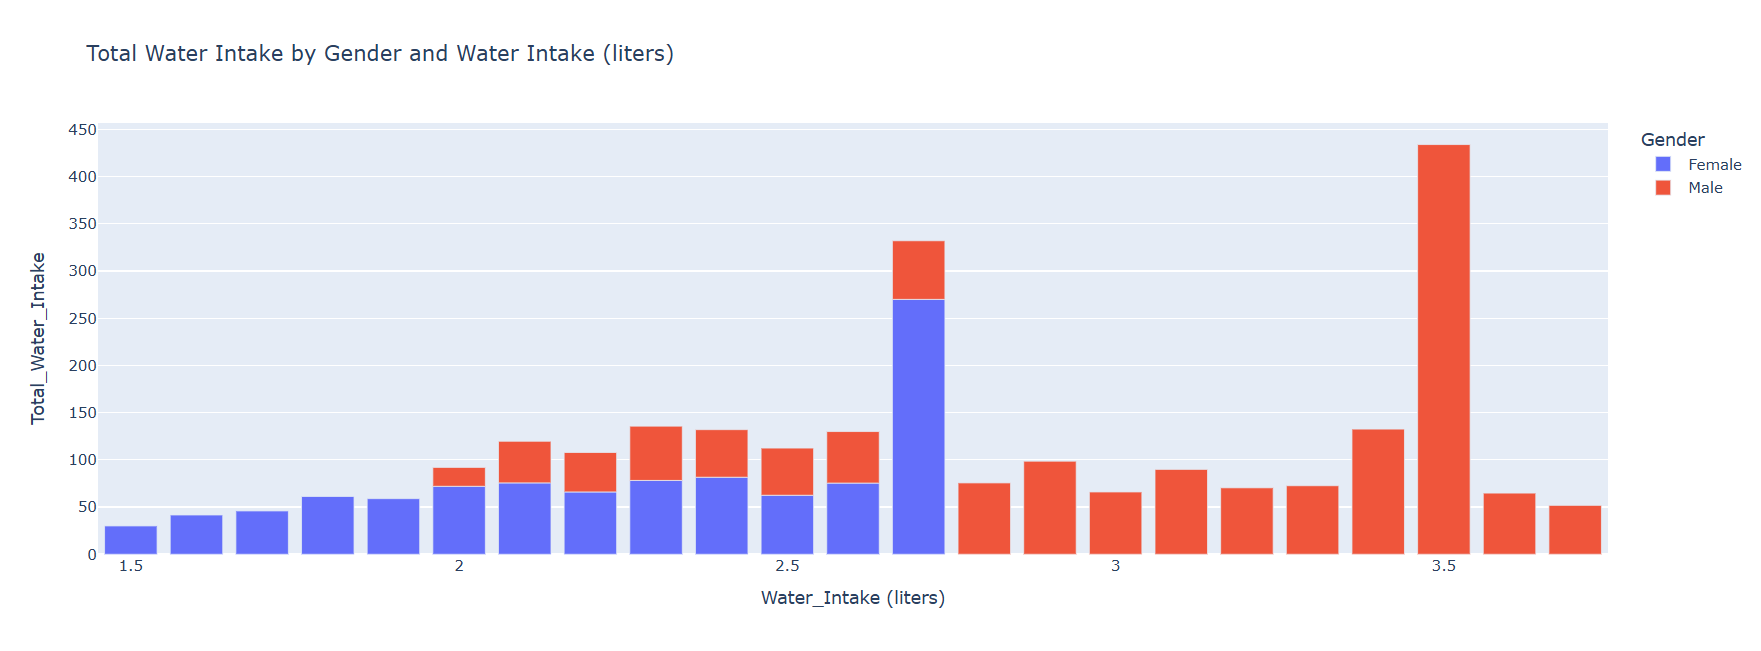 Total Water Intake by Gender and Water Intake (liters)
Gender
Female
Male
Total_Water_Intake
450
400
350
300
250
200
150
100
50
0
1.5 2 2.5 3 3.5
Water_Intake (liters)